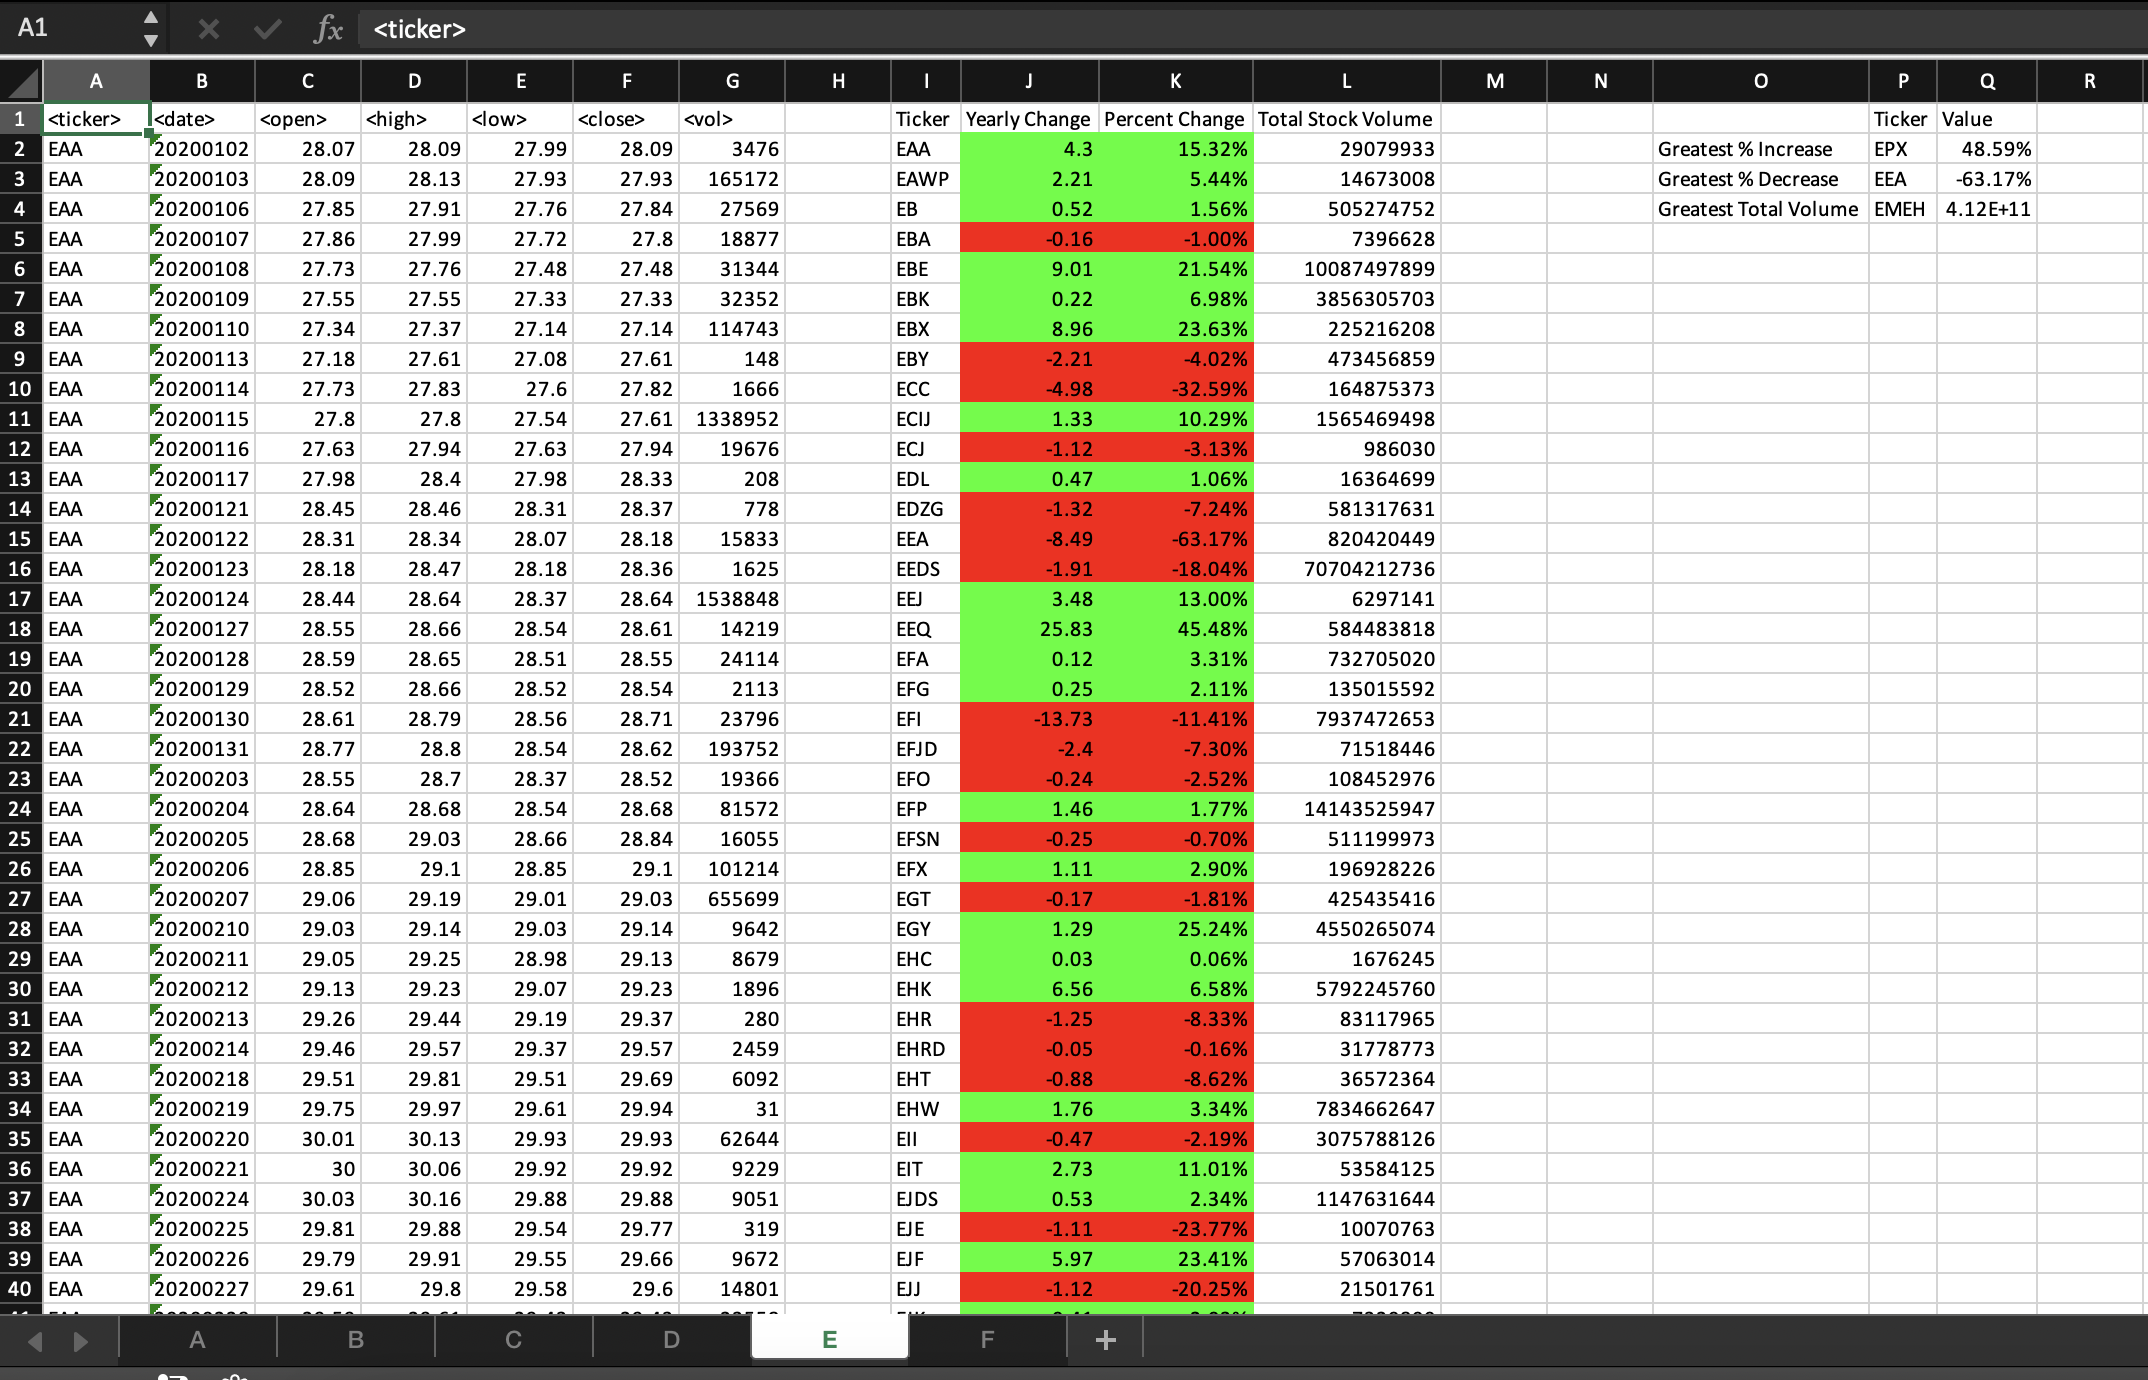 A1 fx <ticker>
A B C D E F G H I J K L M N O P Q R
1 <ticker> <date> <open> <high> <low> <close> <vol> Ticker Yearly Change Percent Change Total Stock Volume Ticker Value
2 EAA 20200102 28.07 28.09 27.99 28.09 3476 EAA 4.3 15.32% 29079933 Greatest % Increase EPX 48.59%
3 EAA 20200103 28.09 28.13 27.93 27.93 165172 EAWP 2.21 5.44% 14673008 Greatest % Decrease EEA -63.17%
4 EAA 20200106 27.85 27.91 27.76 27.84 27569 EB 0.52 1.56% 505274752 Greatest Total Volume EMEH 4.12E+11
5 EAA 20200107 27.86 27.99 27.72 27.8 18877 EBA -0.16 -1.00% 7396628
6 EAA 20200108 27.73 27.76 27.48 27.48 31344 EBE 9.01 21.54% 10087497899
7 EAA 20200109 27.55 27.55 27.33 27.33 32352 EBK 0.22 6.98% 3856305703
8 EAA 20200110 27.34 27.37 27.14 27.14 114743 EBX 8.96 23.63% 225216208
9 EAA 20200113 27.18 27.61 27.08 27.61 148 EBY -2.21 -4.02% 473456859
10 EAA 20200114 27.73 27.83 27.6 27.82 1666 ECC -4.98 -32.59% 164875373
11 EAA 20200115 27.8 27.8 27.54 27.61 1338952 ECIJ 1.33 10.29% 1565469498
12 EAA 20200116 27.63 27.94 27.63 27.94 19676 ECJ -1.12 -3.13% 986030
13 EAA 20200117 27.98 28.4 27.98 28.33 208 EDL 0.47 1.06% 16364699
14 EAA 20200121 28.45 28.46 28.31 28.37 778 EDZG -1.32 -7.24% 581317631
15 EAA 20200122 28.31 28.34 28.07 28.18 15833 EEA -8.49 -63.17% 820420449
16 EAA 20200123 28.18 28.47 28.18 28.36 1625 EEDS -1.91 -18.04% 70704212736
17 EAA 20200124 28.44 28.64 28.37 28.64 1538848 EEJ 3.48 13.00% 6297141
18 EAA 20200127 28.55 28.66 28.54 28.61 14219 EEQ 25.83 45.48% 584483818
19 EAA 20200128 28.59 28.65 28.51 28.55 24114 EFA 0.12 3.31% 732705020
20 EAA 20200129 28.52 28.66 28.52 28.54 2113 EFG 0.25 2.11% 135015592
21 EAA 20200130 28.61 28.79 28.56 28.71 23796 EFI -13.73 -11.41% 7937472653
22 EAA 20200131 28.77 28.8 28.54 28.62 193752 EFJD -2.4 -7.30% 71518446
23 EAA 20200203 28.55 28.7 28.37 28.52 19366 EFO -0.24 -2.52% 108452976
24 EAA 20200204 28.64 28.68 28.54 28.68 81572 EFP 1.46 1.77% 14143525947
25 EAA 20200205 28.68 29.03 28.66 28.84 16055 EFSN -0.25 -0.70% 511199973
26 EAA 20200206 28.85 29.1 28.85 29.1 101214 EFX 1.11 2.90% 196928226
27 EAA 20200207 29.06 29.19 29.01 29.03 655699 EGT -0.17 -1.81% 425435416
28 EAA 20200210 29.03 29.14 29.03 29.14 9642 EGY 1.29 25.24% 4550265074
29 EAA 20200211 29.05 29.25 28.98 29.13 8679 EHC 0.03 0.06% 1676245
30 EAA 20200212 29.13 29.23 29.07 29.23 1896 EHK 6.56 6.58% 5792245760
31 EAA 20200213 29.26 29.44 29.19 29.37 280 EHR -1.25 -8.33% 83117965
32 EAA 20200214 29.46 29.57 29.37 29.57 2459 EHRD -0.05 -0.16% 31778773
33 EAA 20200218 29.51 29.81 29.51 29.69 6092 EHT -0.88 -8.62% 36572364
34 EAA 20200219 29.75 29.97 29.61 29.94 31 EHW 1.76 3.34% 7834662647
35 EAA 20200220 30.01 30.13 29.93 29.93 62644 EII -0.47 -2.19% 3075788126
36 EAA 20200221 30 30.06 29.92 29.92 9229 EIT 2.73 11.01% 53584125
37 EAA 20200224 30.03 30.16 29.88 29.88 9051 EJDS 0.53 2.34% 1147631644
38 EAA 20200225 29.81 29.88 29.54 29.77 319 EJE -1.11 -23.77% 10070763
39 EAA 20200226 29.79 29.91 29.55 29.66 9672 EJF 5.97 23.41% 57063014
40 EAA 20200227 29.61 29.8 29.58 29.6 14801 EJJ -1.12 -20.25% 21501761
A B C D E F +